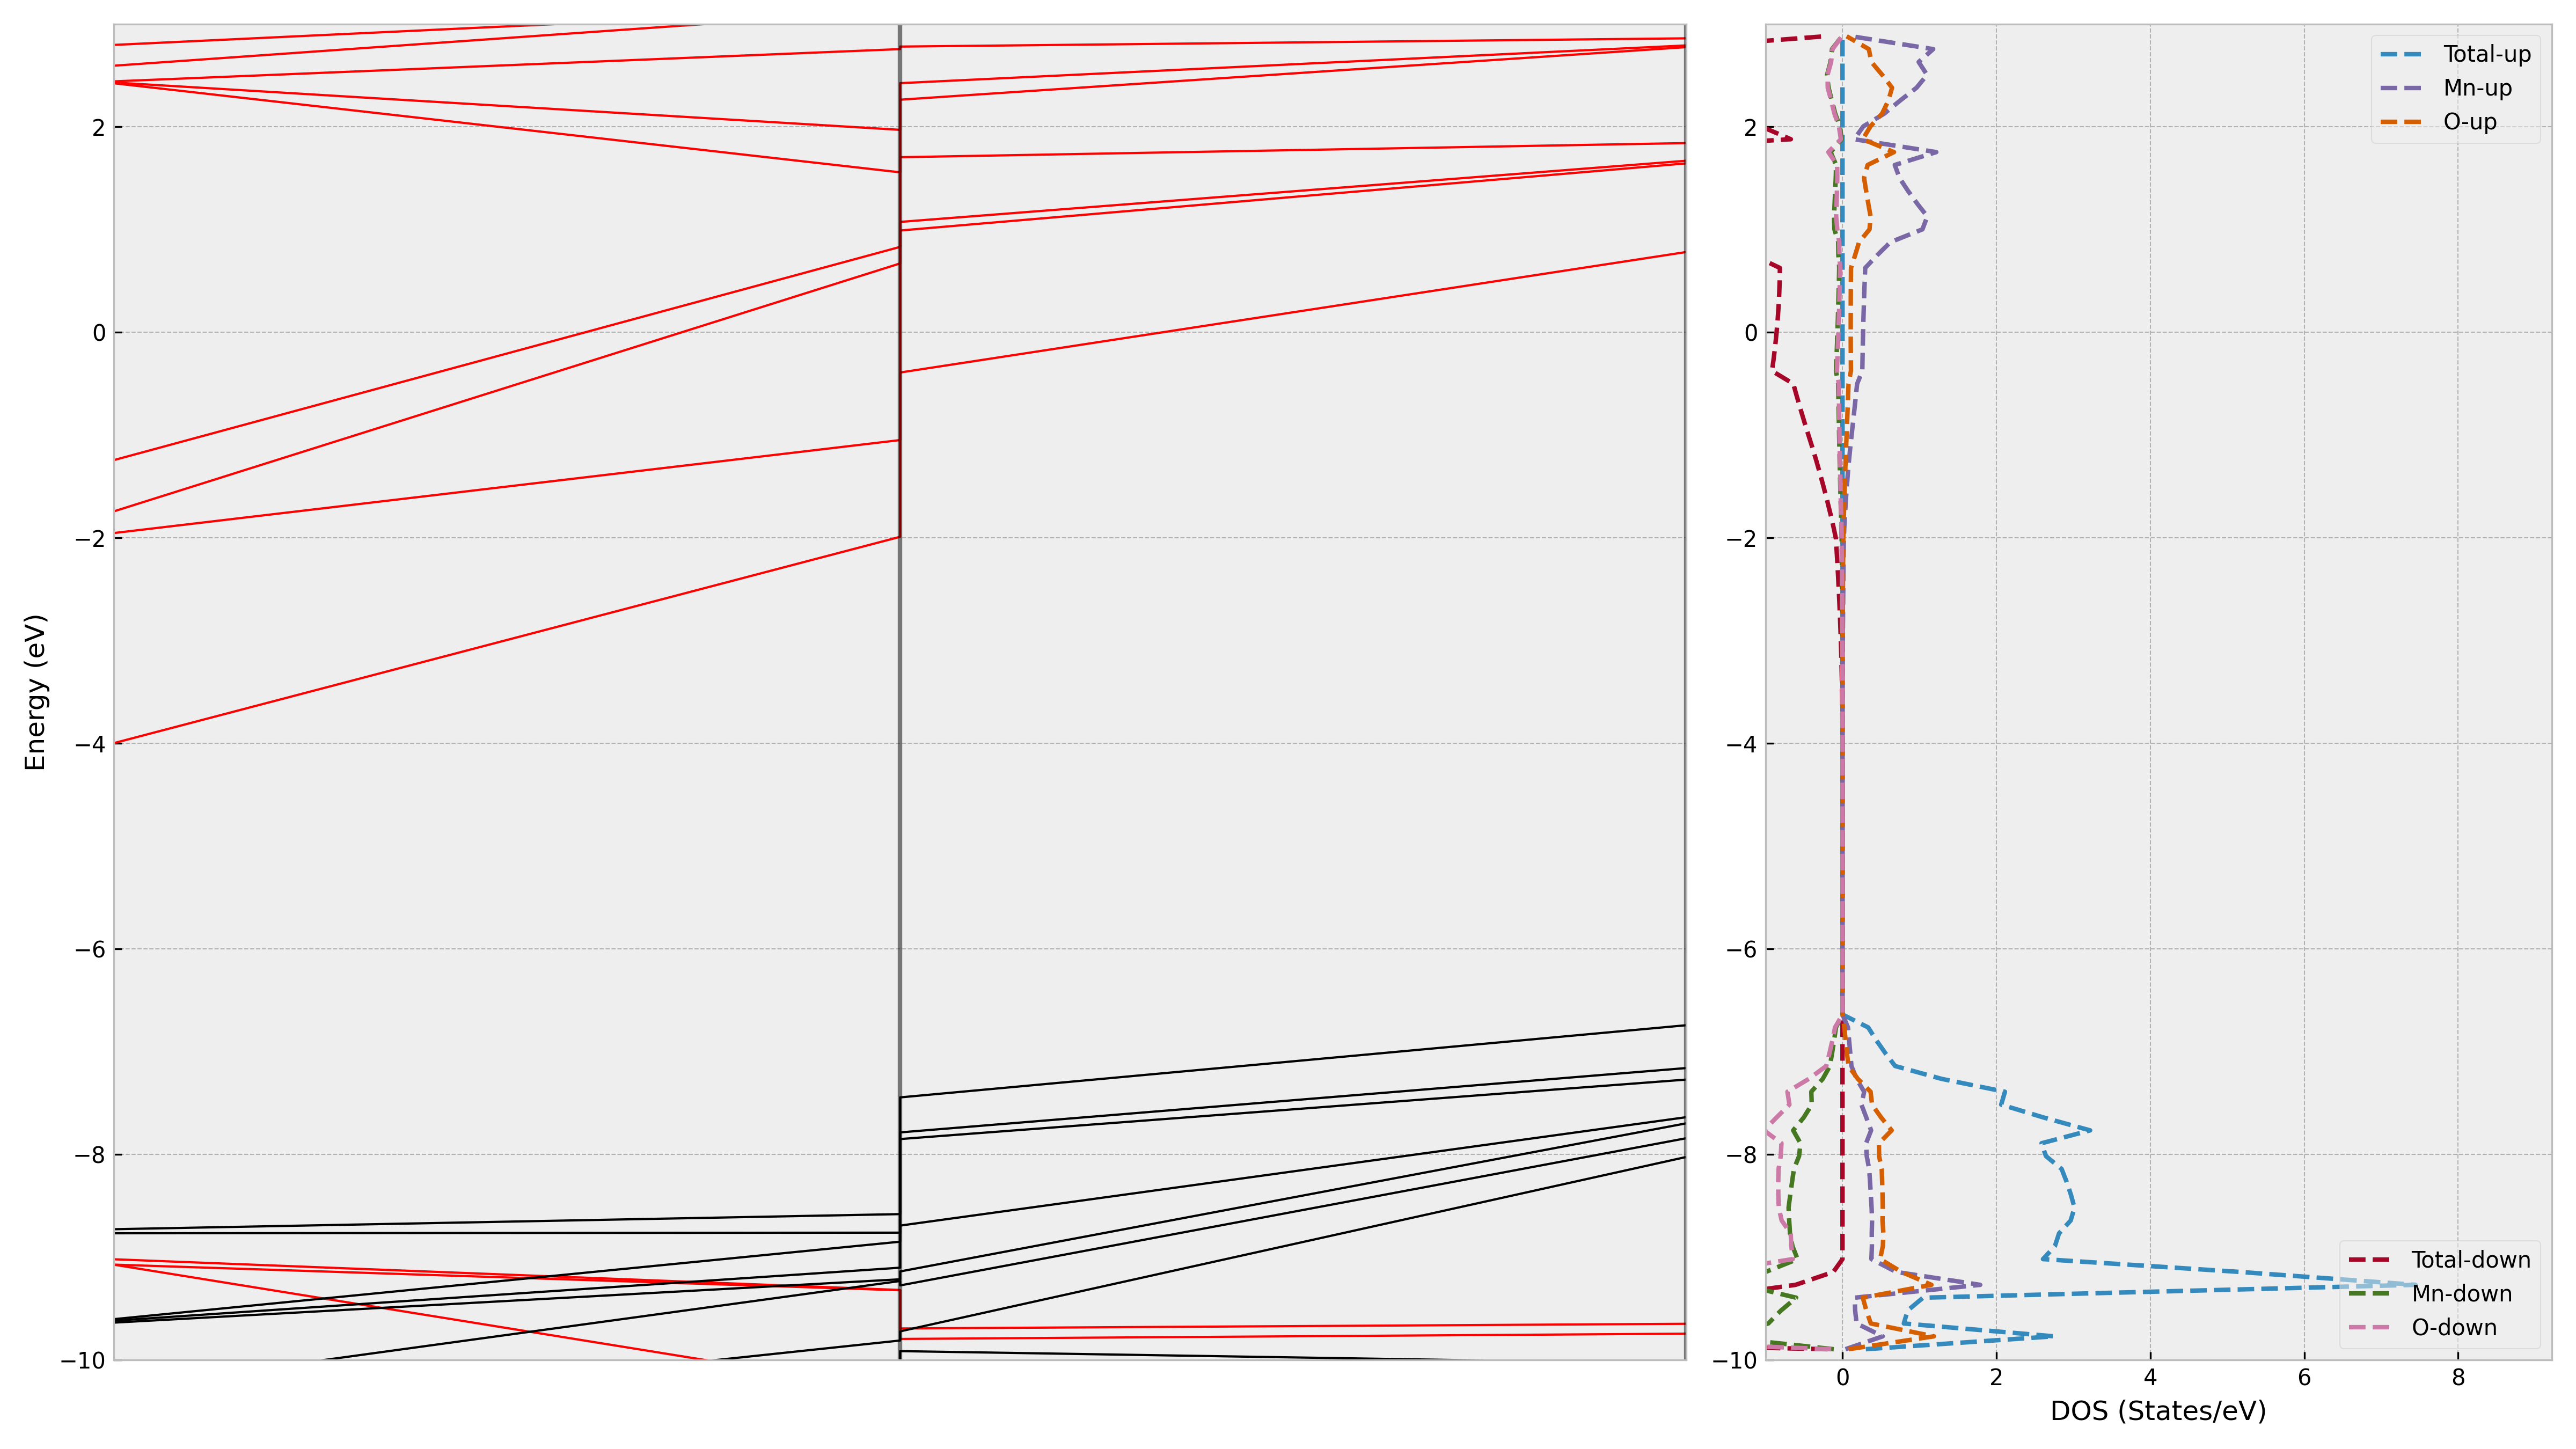 Energy (eV)
2
0
−2
−4
−6
−8
−10
2
0
−2
−4
−6
−8
−10
Total-up
Mn-up
O-up
Total-down
Mn-down
O-down
0 2 4 6 8
DOS (States/eV)